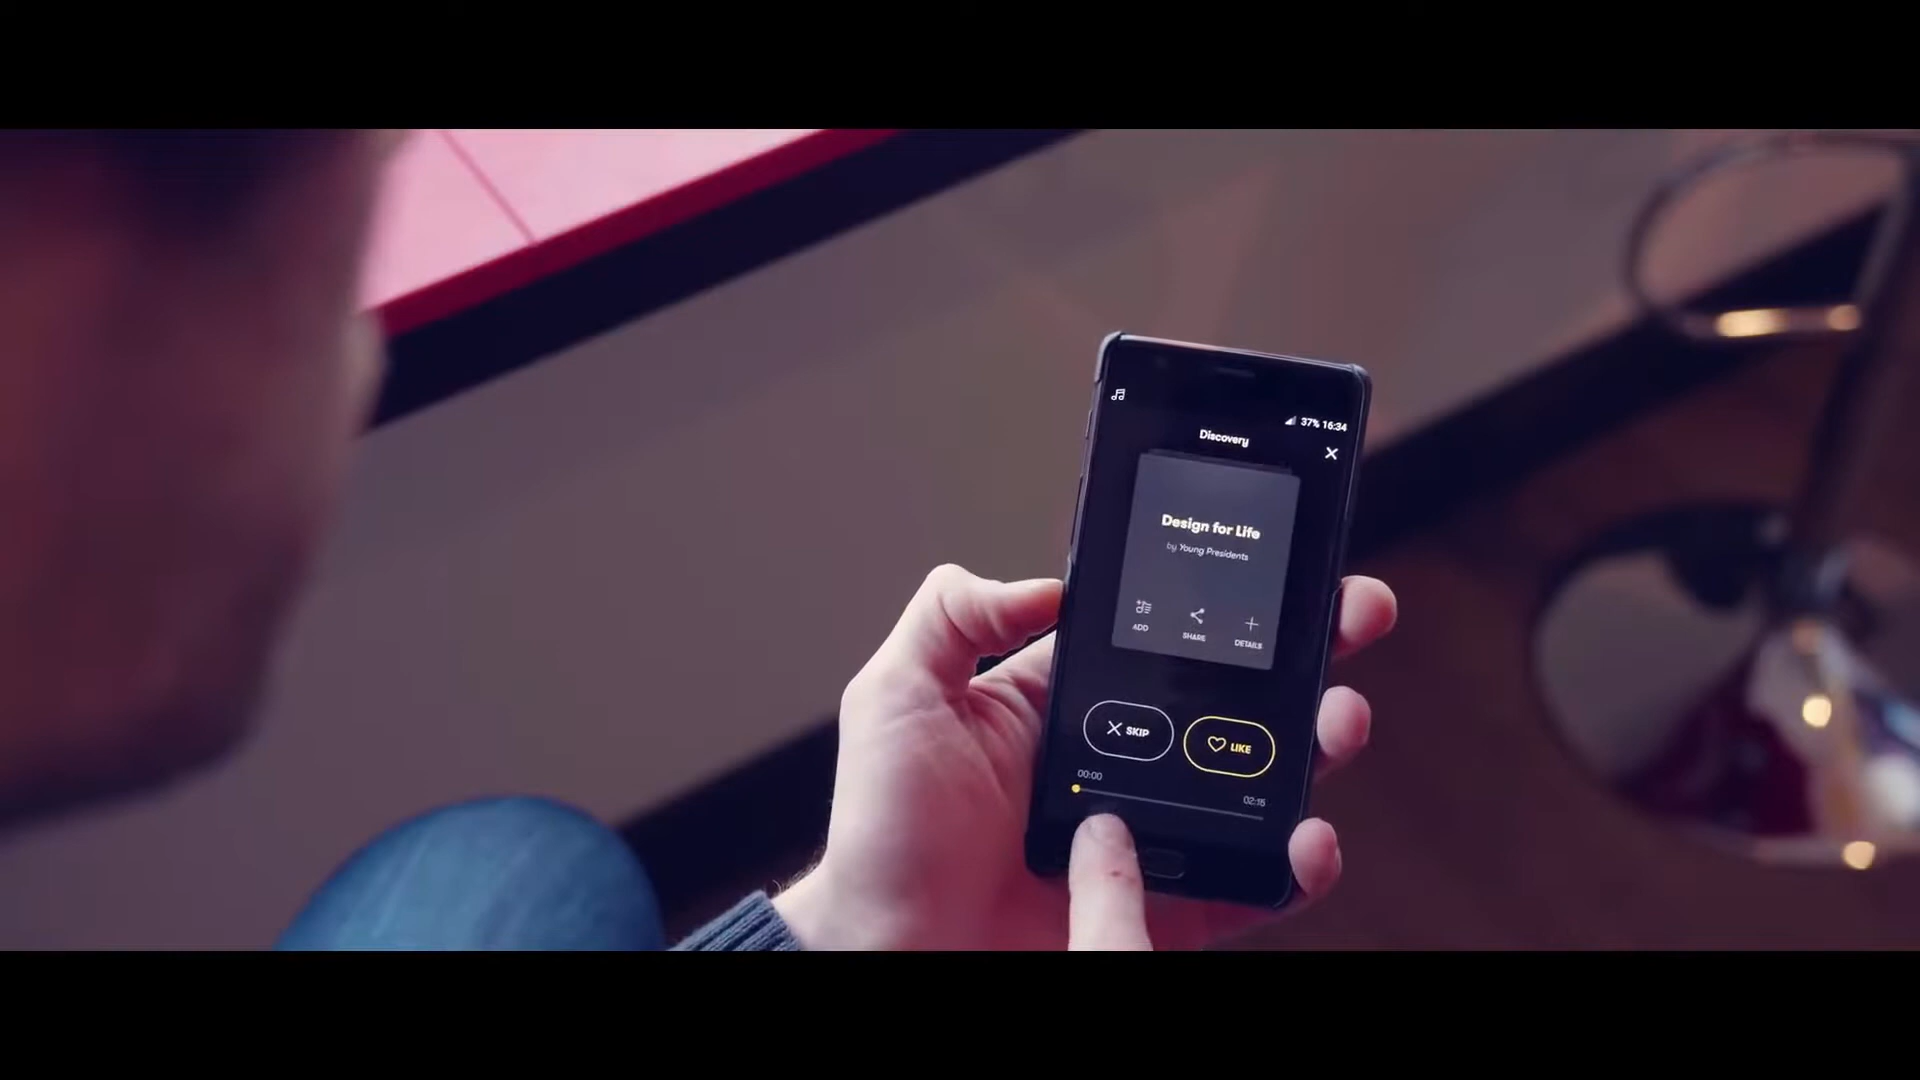 37% 16:34
Discovery
Design for Life
by Young Presidents
ADD
SHARE
DETAILS
SKIP
LIKE
00:00
02:15